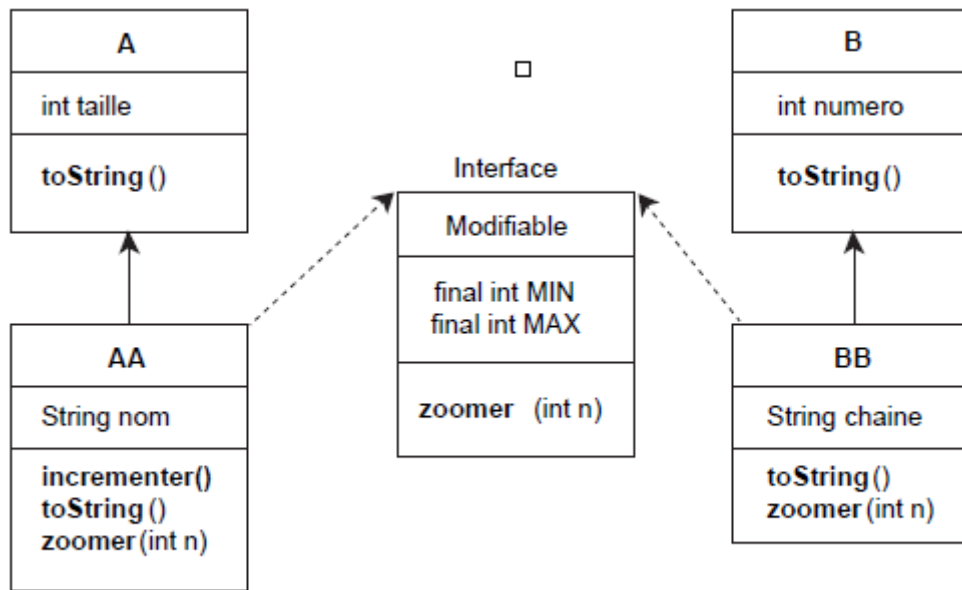 A
int taille
toString ()
AA
String nom
incrementer()
toString ()
zoomer (int n)
Interface
Modifiable
final int MIN
final int MAX
zoomer (int n)
B
int numero
toString ()
BB
String chaine
toString ()
zoomer (int n)